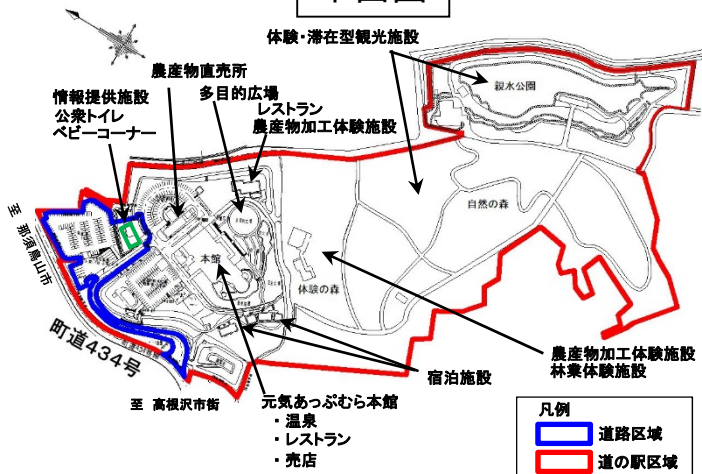 体験・滞在型観光施設
農産物直売所
多目的広場
情報提供施設
公衆トイレ
ベビーコーナー
レストラン
農産物加工体験施設
親水公園
自然の森
至 那須烏山市
本館
体験の森
町道434号
至 高根沢市街
元気あっぷむら本館
・温泉
・レストラン
・売店
宿泊施設
農産物加工体験施設
林業体験施設
凡例
道路区域
道の駅区域